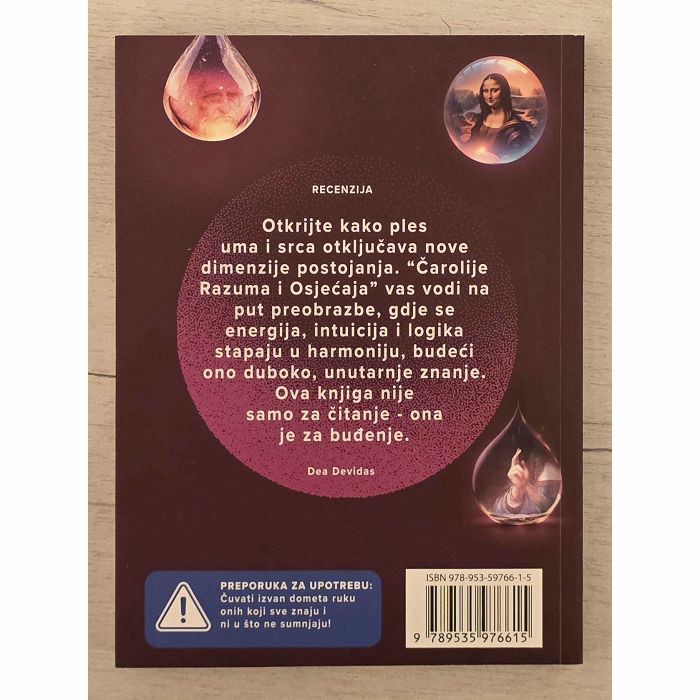 RECENZIJA
Otkrijte kako ples
uma i srca otključava nove
dimenzije postojanja. “Čarolije
Razuma i Osjećaja” vas vodi na
put preobrazbe, gdje se
energija, intuicija i logika
stapaju u harmoniju, budeći
ono duboko, unutarnje znanje.
Ova knjiga nije
samo za čitanje - ona
je za buđenje.
Dea Devidas
PREPORUKA ZA UPOTREBU:
Čuvati izvan dometa ruku
onih koji sve znaju i
ni u što ne sumnjaju!
ISBN 978-953-59766-1-5
9 789535 976615